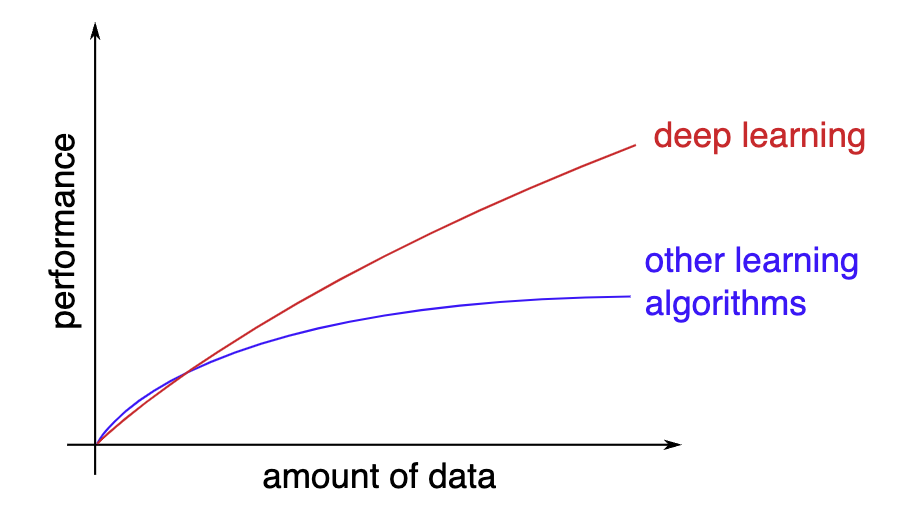 performance
deep learning
other learning
algorithms
amount of data